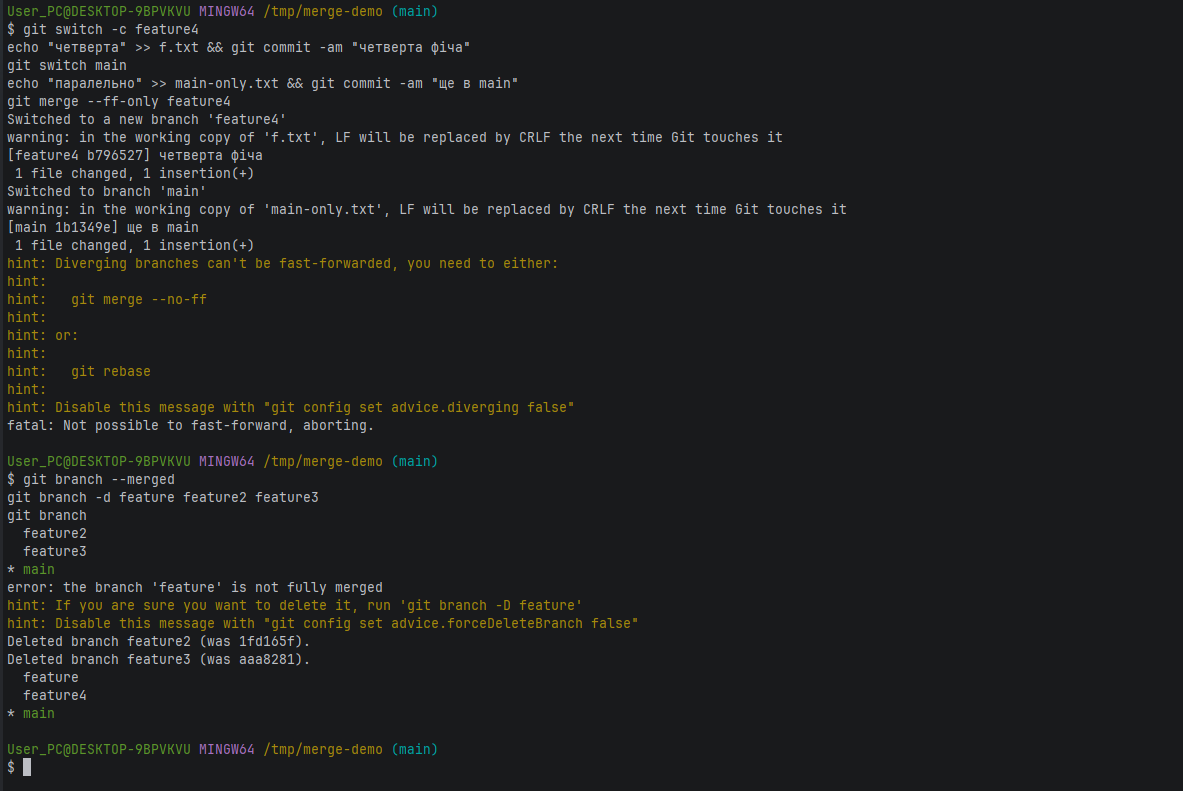 User_PC@DESKTOP-9BPVKVU MINGW64 /tmp/merge-demo (main)
$ git switch -c feature4
echo "четверта" >> f.txt && git commit -am "четверта фіча"
git switch main
echo "паралельно" >> main-only.txt && git commit -am "ще в main"
git merge --ff-only feature4
Switched to a new branch 'feature4'
warning: in the working copy of 'f.txt', LF will be replaced by CRLF the next time Git touches it
[feature4 b796527] четверта фіча
 1 file changed, 1 insertion(+)
Switched to branch 'main'
warning: in the working copy of 'main-only.txt', LF will be replaced by CRLF the next time Git touches it
[main 1b1349e] ще в main
 1 file changed, 1 insertion(+)
hint: Diverging branches can't be fast-forwarded, you need to either:
hint:
hint:   git merge --no-ff
hint:
hint: or:
hint:
hint:   git rebase
hint:
hint: Disable this message with "git config set advice.diverging false"
fatal: Not possible to fast-forward, aborting.

User_PC@DESKTOP-9BPVKVU MINGW64 /tmp/merge-demo (main)
$ git branch --merged
git branch -d feature feature2 feature3
git branch
  feature2
  feature3
* main
error: the branch 'feature' is not fully merged
hint: If you are sure you want to delete it, run 'git branch -D feature'
hint: Disable this message with "git config set advice.forceDeleteBranch false"
Deleted branch feature2 (was 1fd165f).
Deleted branch feature3 (was aaa8281).
  feature
  feature4
* main

User_PC@DESKTOP-9BPVKVU MINGW64 /tmp/merge-demo (main)
$